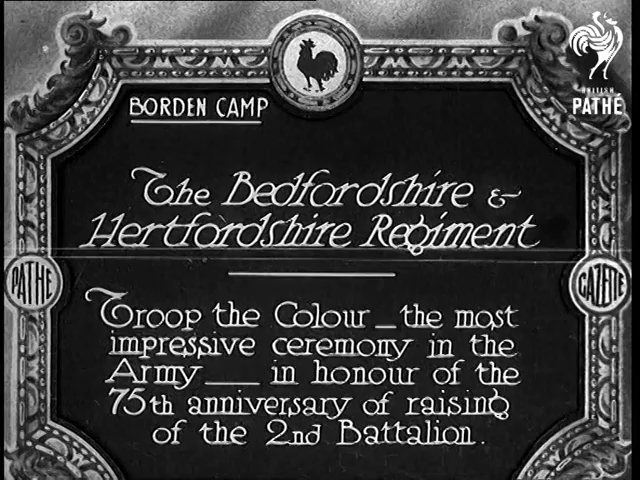 BRITISH
PATHÉ
BORDEN CAMP
The Bedfordshire &
Hertfordshire Regiment
PATHE
GAZETTE
Troop the Colour _ the most
impressive ceremony in the
Army ___ in honour of the
75th anniversary of raising
of the 2nd Battalion.